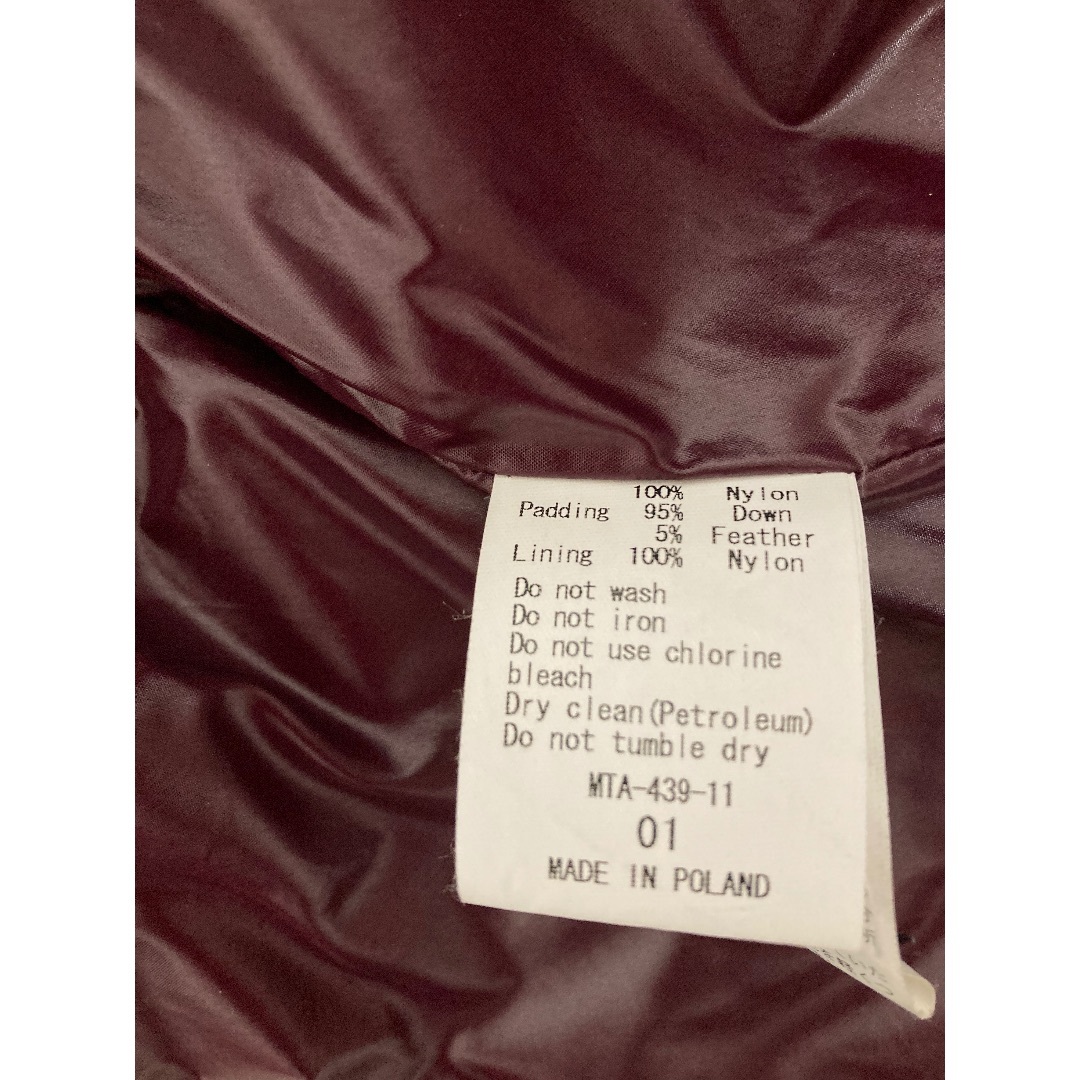 100% Nylon
Padding 95% Down
5% Feather
Lining 100% Nylon
Do not wash
Do not iron
Do not use chlorine
bleach
Dry clean(Petroleum)
Do not tumble dry
MTA-439-11
01
MADE IN POLAND